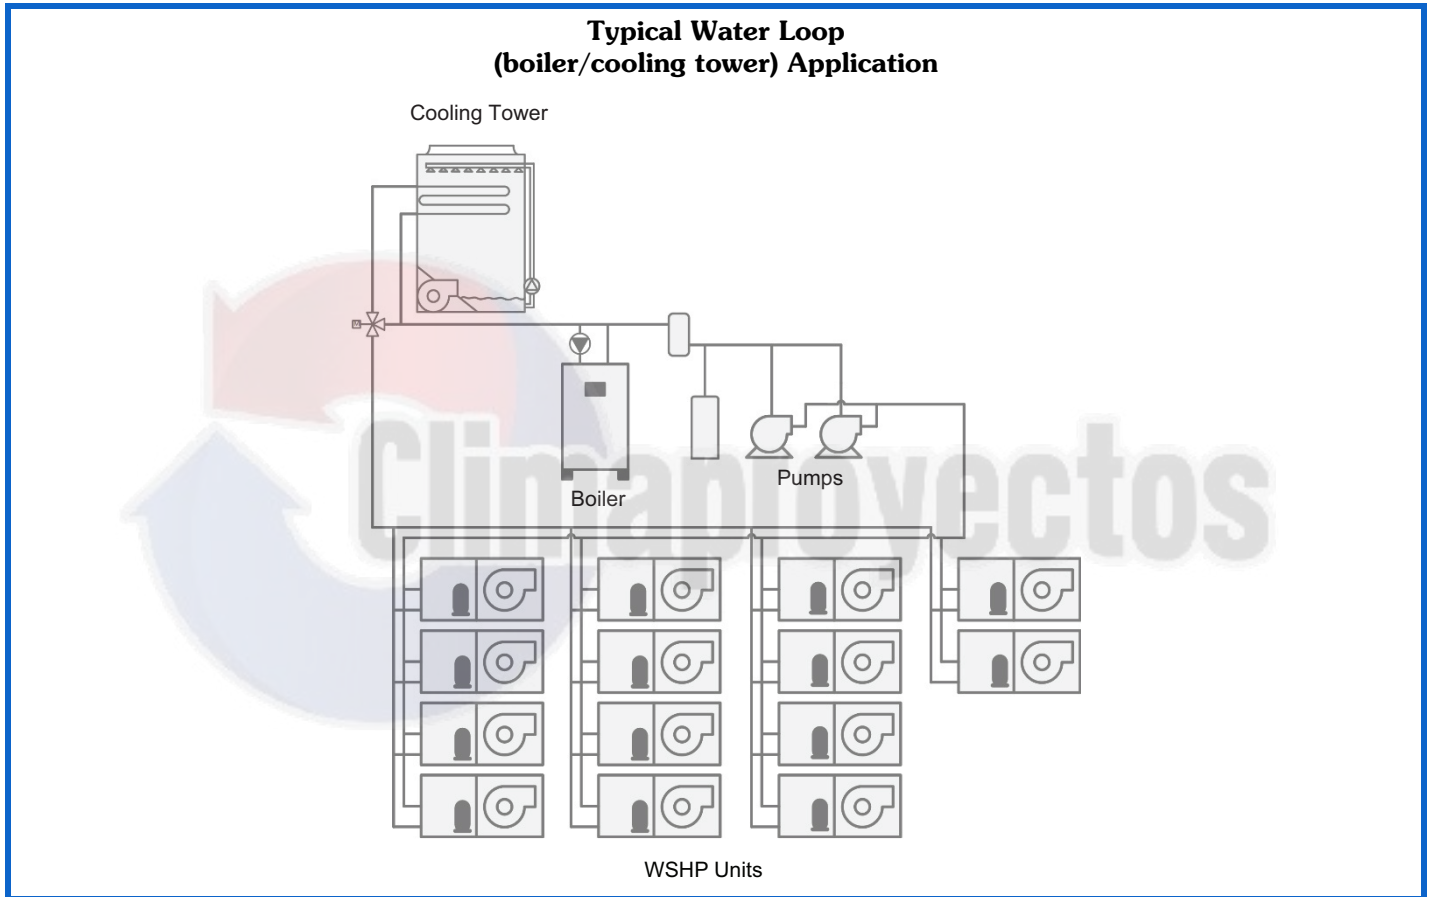 Typical Water Loop
(boiler/cooling tower) Application
Cooling Tower
M
Boiler
Pumps
Climaproyectos
WSHP Units